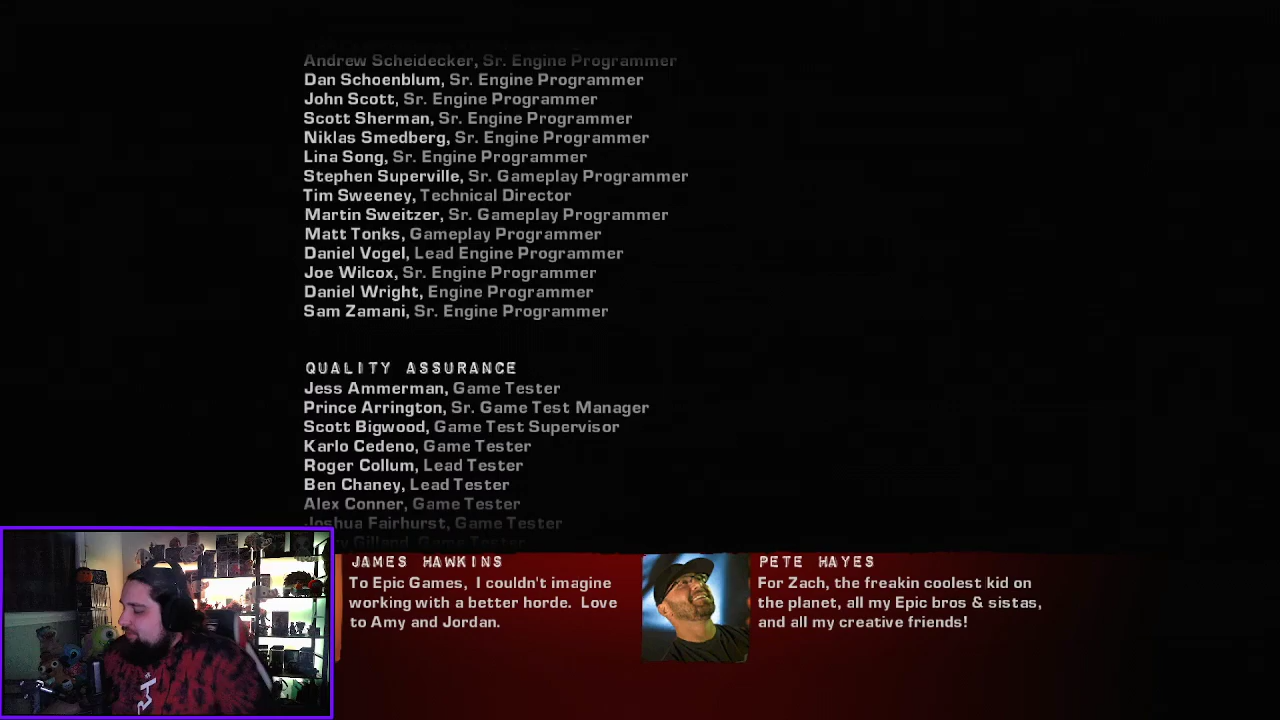 Andrew Scheidecker, Sr. Engine Programmer
Dan Schoenblum, Sr. Engine Programmer
John Scott, Sr. Engine Programmer
Scott Sherman, Sr. Engine Programmer
Niklas Smedberg, Sr. Engine Programmer
Lina Song, Sr. Engine Programmer
Stephen Superville, Sr. Gameplay Programmer
Tim Sweeney, Technical Director
Martin Sweitzer, Sr. Gameplay Programmer
Matt Tonks, Gameplay Programmer
Daniel Vogel, Lead Engine Programmer
Joe Wilcox, Sr. Engine Programmer
Daniel Wright, Engine Programmer
Sam Zamani, Sr. Engine Programmer
QUALITY ASSURANCE
Jess Ammerman, Game Tester
Prince Arrington, Sr. Game Test Manager
Scott Bigwood, Game Test Supervisor
Karlo Cedeno, Game Tester
Roger Collum, Lead Tester
Ben Chaney, Lead Tester
Alex Conner, Game Tester
Joshua Fairhurst, Game Tester
Gilland, Game Tester
JAMES HAWKINS
To Epic Games, I couldn't imagine
working with a better horde. Love
to Amy and Jordan.
PETE HAYES
For Zach, the freakin coolest kid on
the planet, all my Epic bros & sistas,
and all my creative friends!